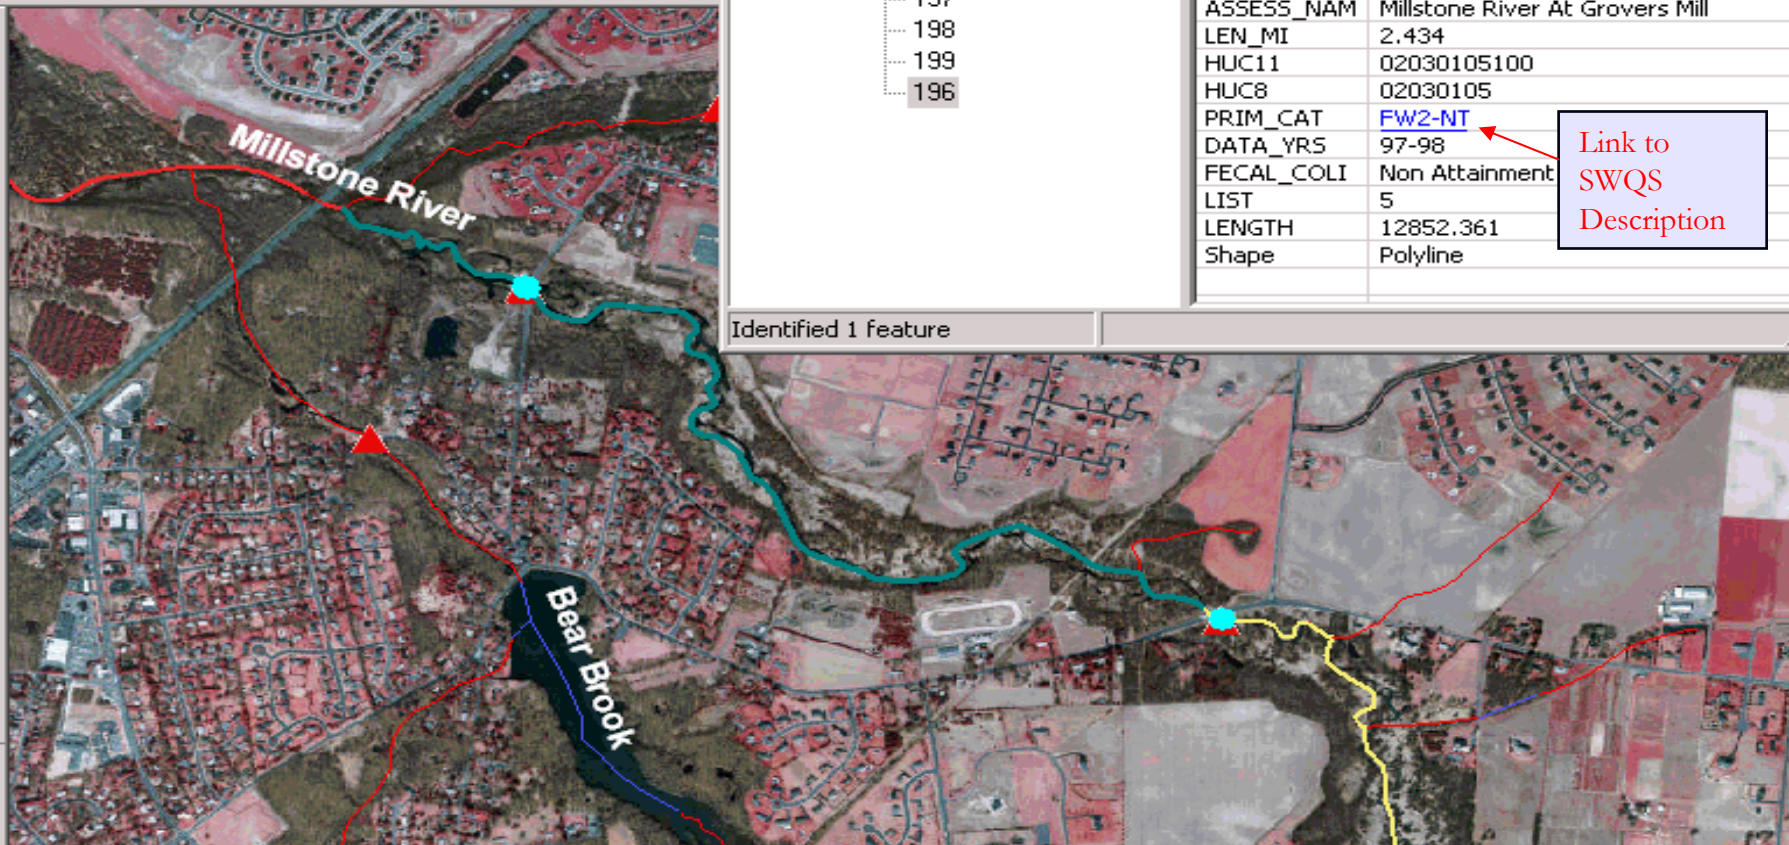 197
198
199
196
ASSESS_NAM Millstone River At Grovers Mill
LEN_MI 2.434
HUC11 02030105100
HUC8 02030105
PRIM_CAT FW2-NT
DATA_YRS 97-98
FECAL_COLI Non Attainment
LIST 5
LENGTH 12852.361
Shape Polyline
Link to
SWQS
Description
Identified 1 feature
Millstone River
Bear Brook